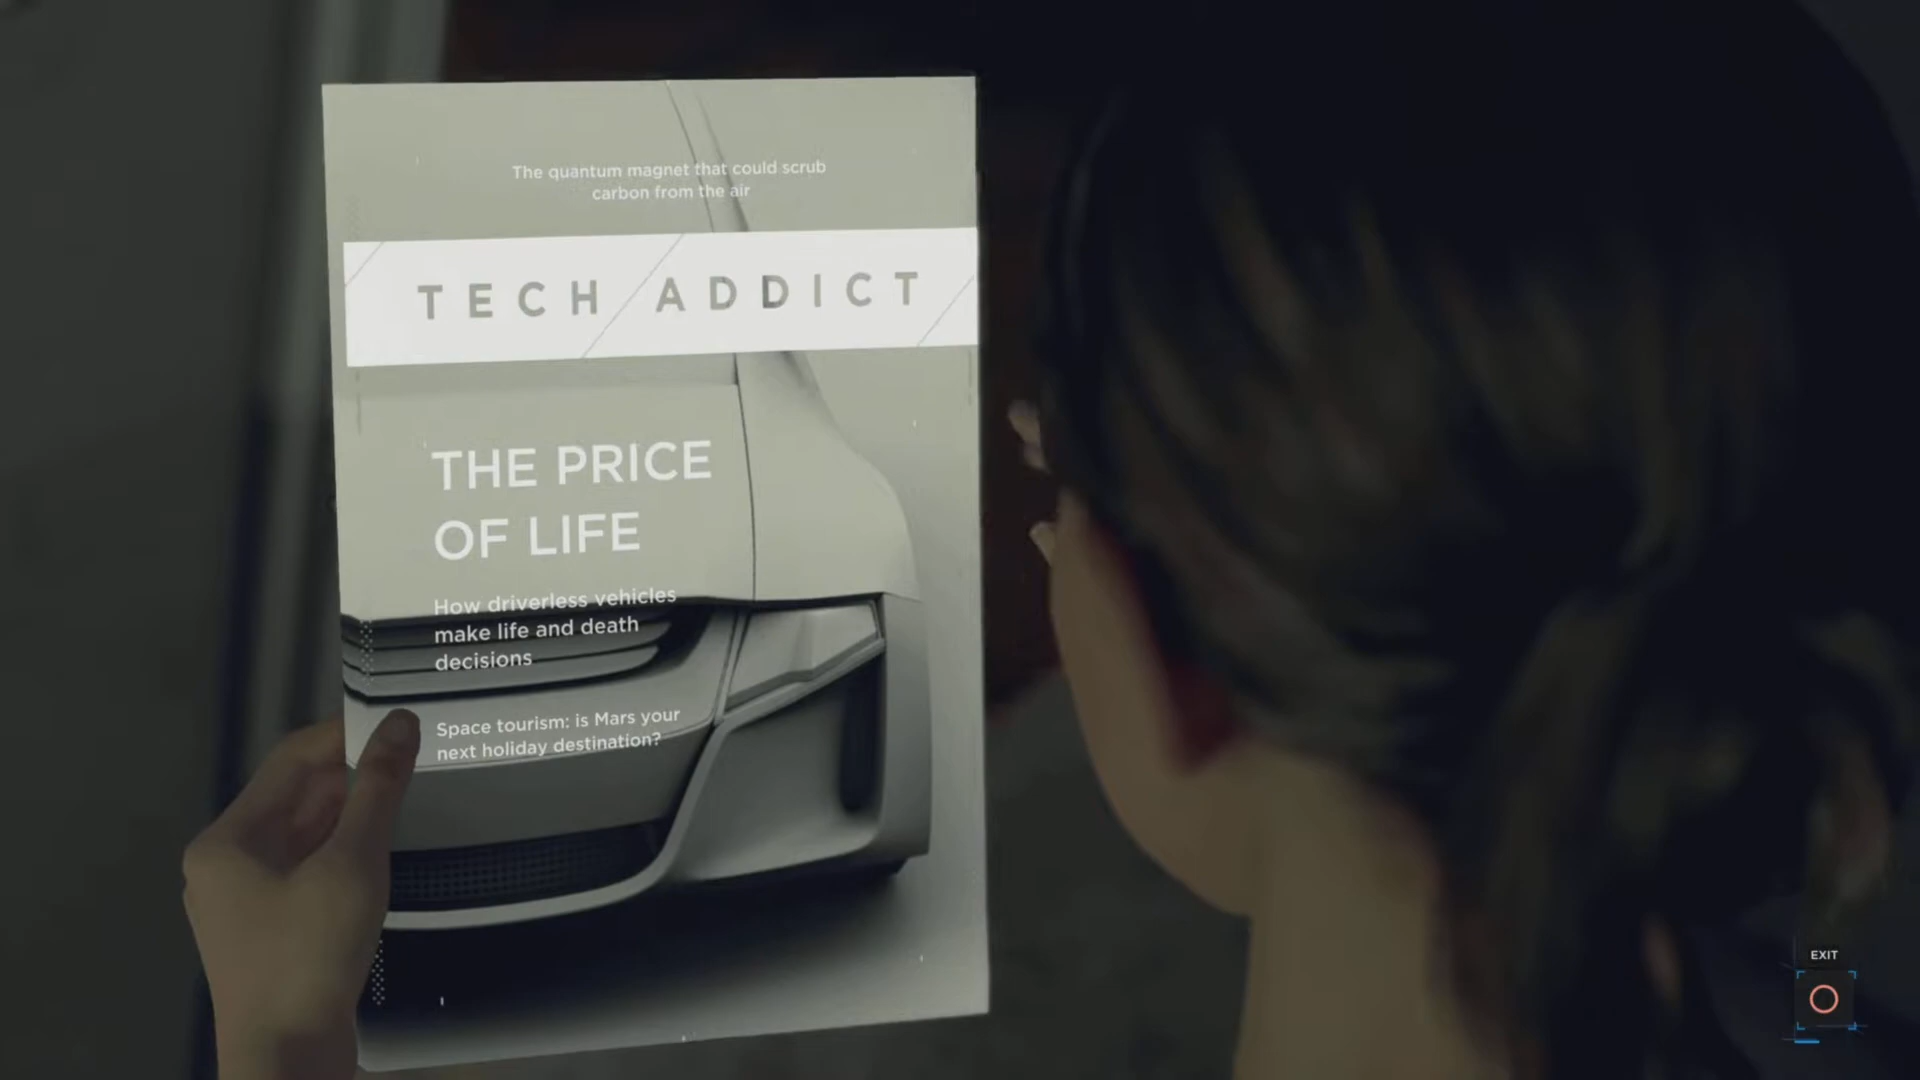 The quantum magnet that could scrub
carbon from the air
TECH ADDICT
THE PRICE
OF LIFE
How driverless vehicles
make life and death
decisions
Space tourism: is Mars your
next holiday destination?
EXIT